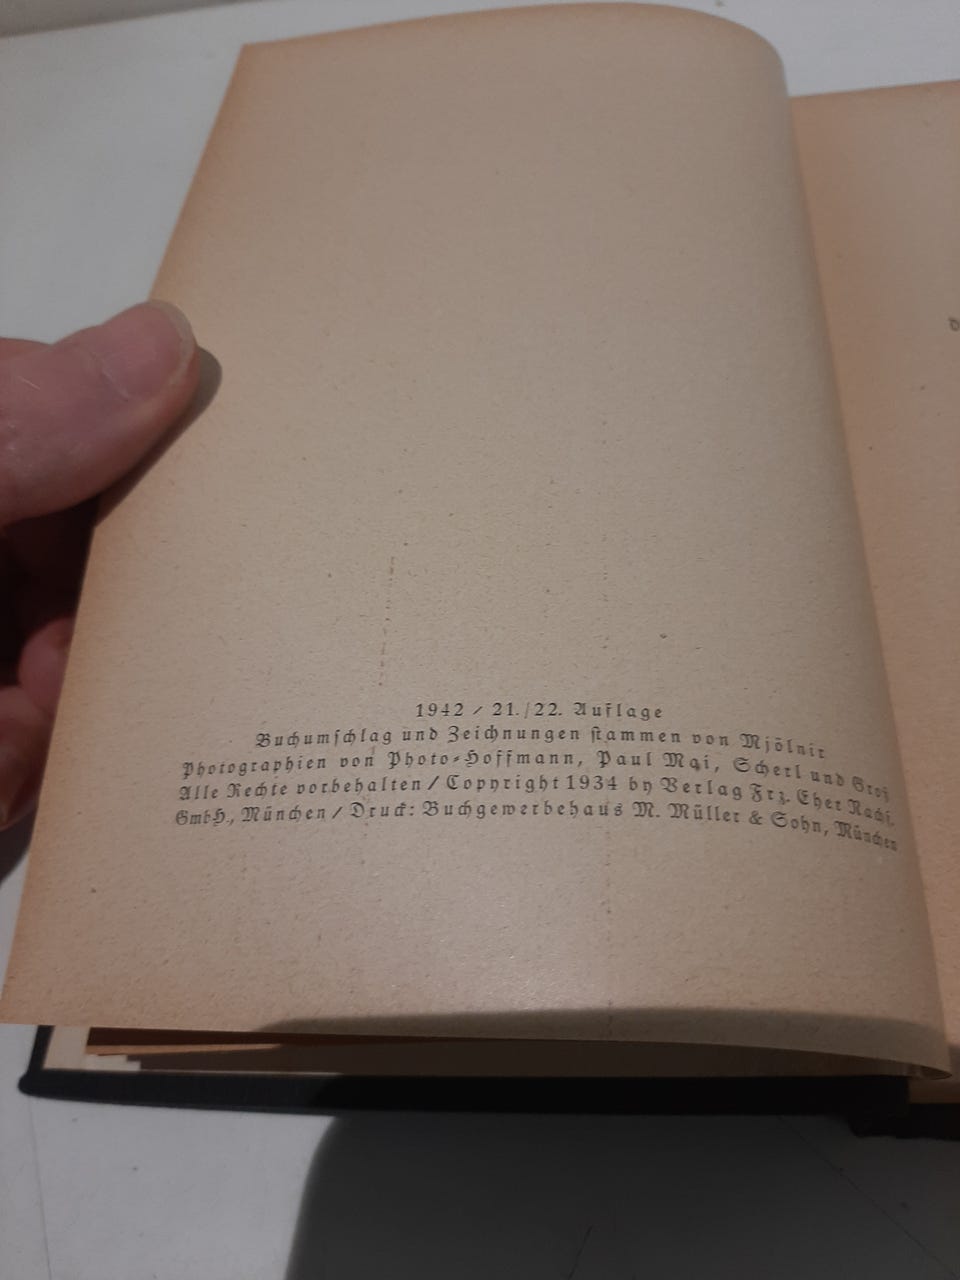 1942 / 21./22. Auflage
Buchumschlag und Zeichnungen stammen von Mjölnir
Photographien von Photo-Hoffmann, Paul Mai, Scherl und Groß
Alle Rechte vorbehalten / Copyright 1934 by Verlag Frz. Eher Nachf.
GmbH., München / Druck: Buchgewerbehaus M. Müller & Sohn, München